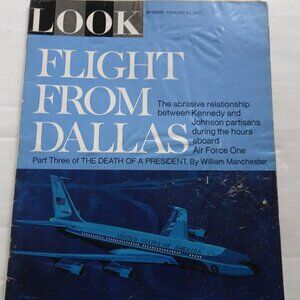 LOOK
FLIGHT
FROM
DALLAS
The abrasive relationship
between Kennedy and
Johnson partisans
during the hours
aboard
Air Force One
Part Three of THE DEATH OF A PRESIDENT. By William Manchester
UNITED STATES OF AMERICA